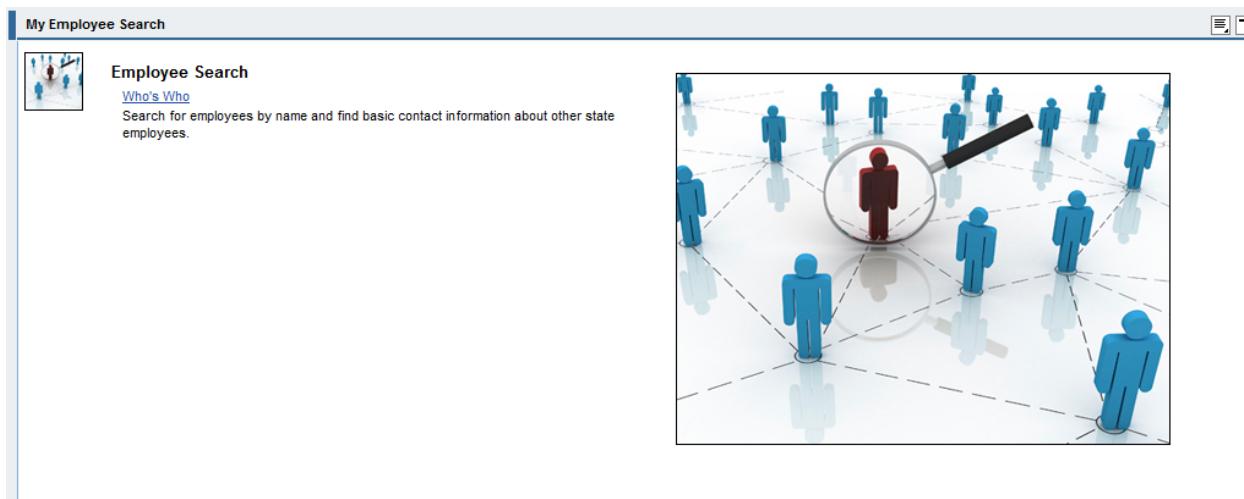 My Employee Search
Employee Search
Who's Who
Search for employees by name and find basic contact information about other state
employees.